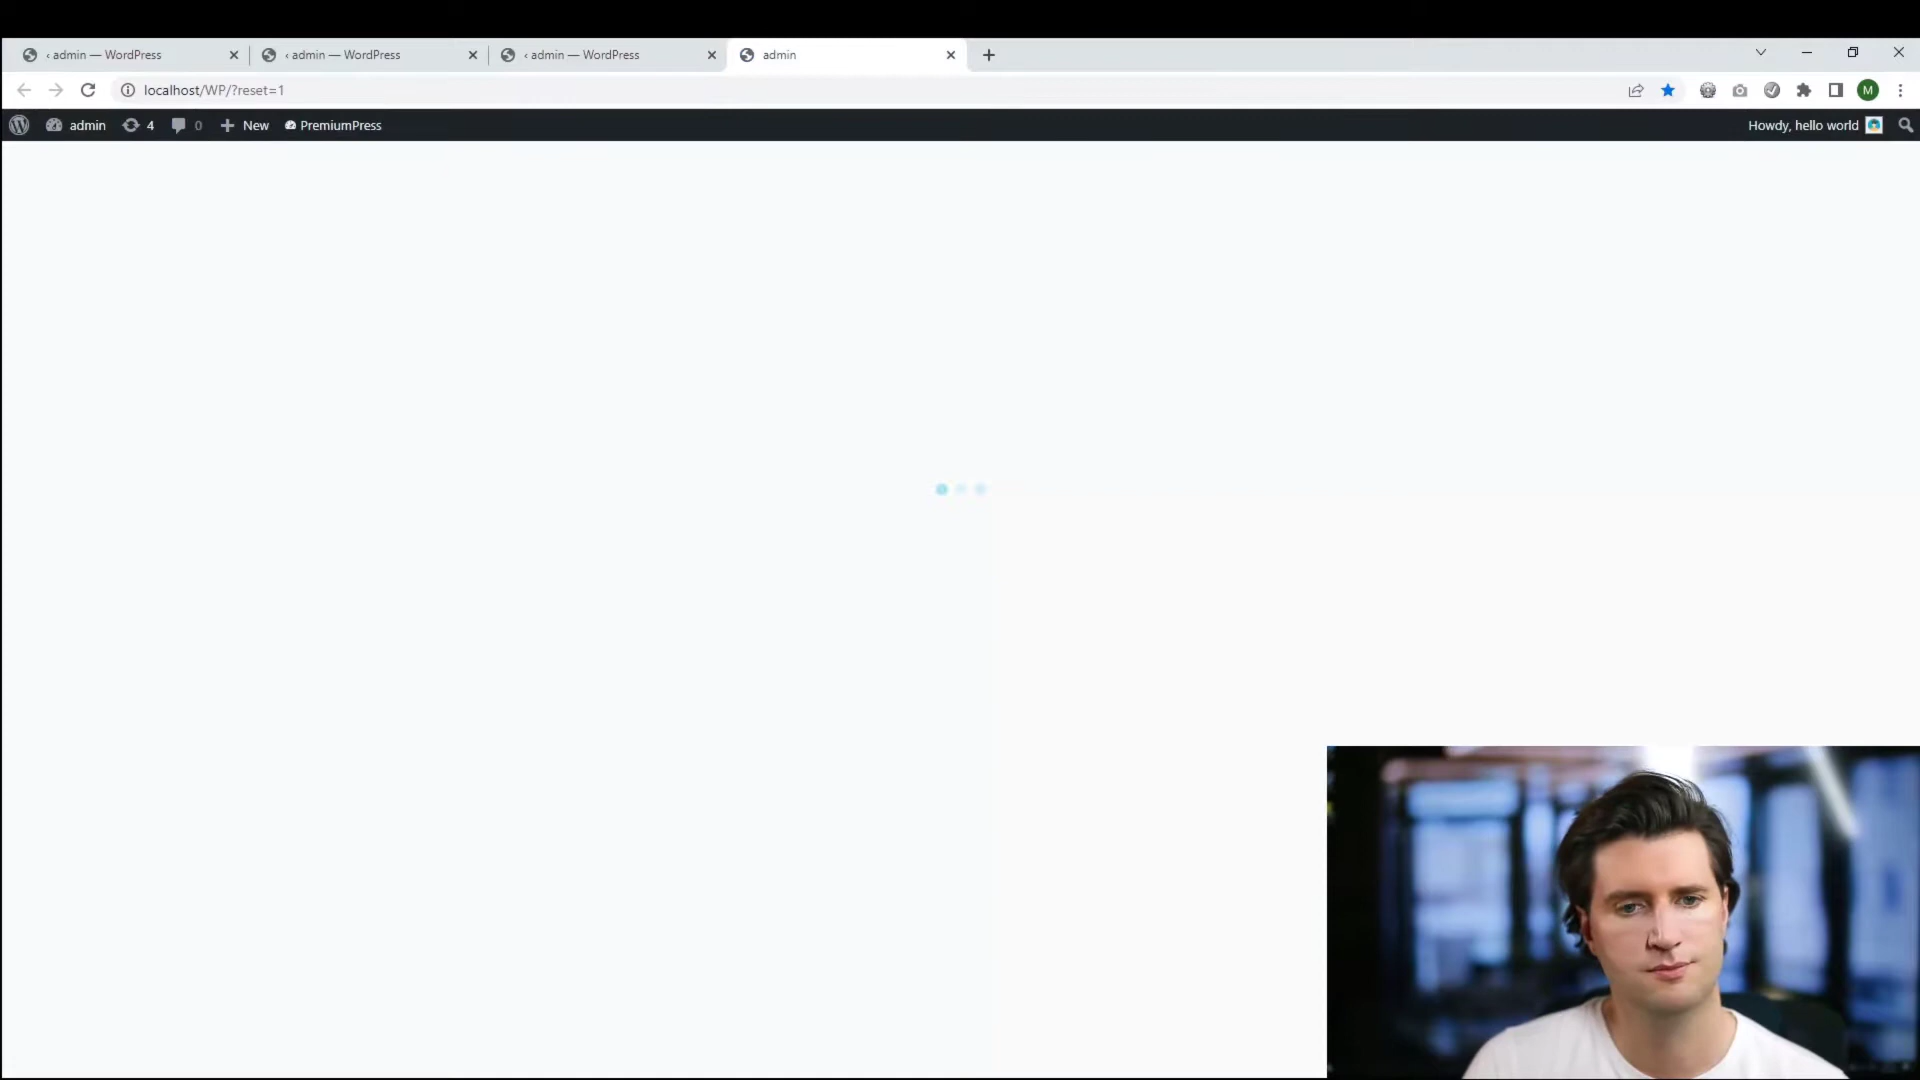 ‹ admin — WordPress
‹ admin — WordPress
‹ admin — WordPress
admin
localhost/WP/?reset=1
M
admin 4 0 New PremiumPress
Howdy, hello world